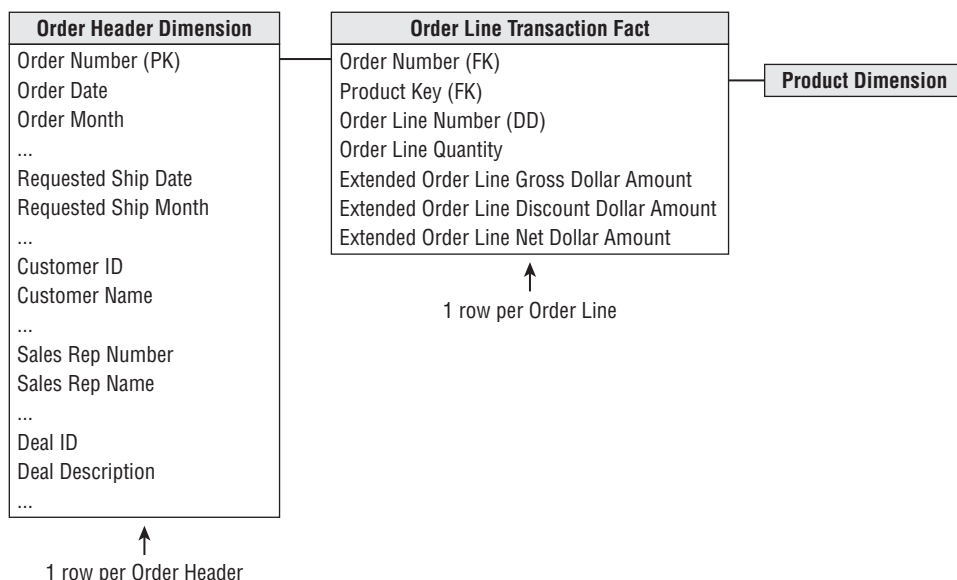 Order Header Dimension
Order Number (PK)
Order Date
Order Month
...
Requested Ship Date
Requested Ship Month
...
Customer ID
Customer Name
...
Sales Rep Number
Sales Rep Name
...
Deal ID
Deal Description
...
1 row per Order Header
Order Line Transaction Fact
Order Number (FK)
Product Key (FK)
Order Line Number (DD)
Order Line Quantity
Extended Order Line Gross Dollar Amount
Extended Order Line Discount Dollar Amount
Extended Order Line Net Dollar Amount
1 row per Order Line
Product Dimension